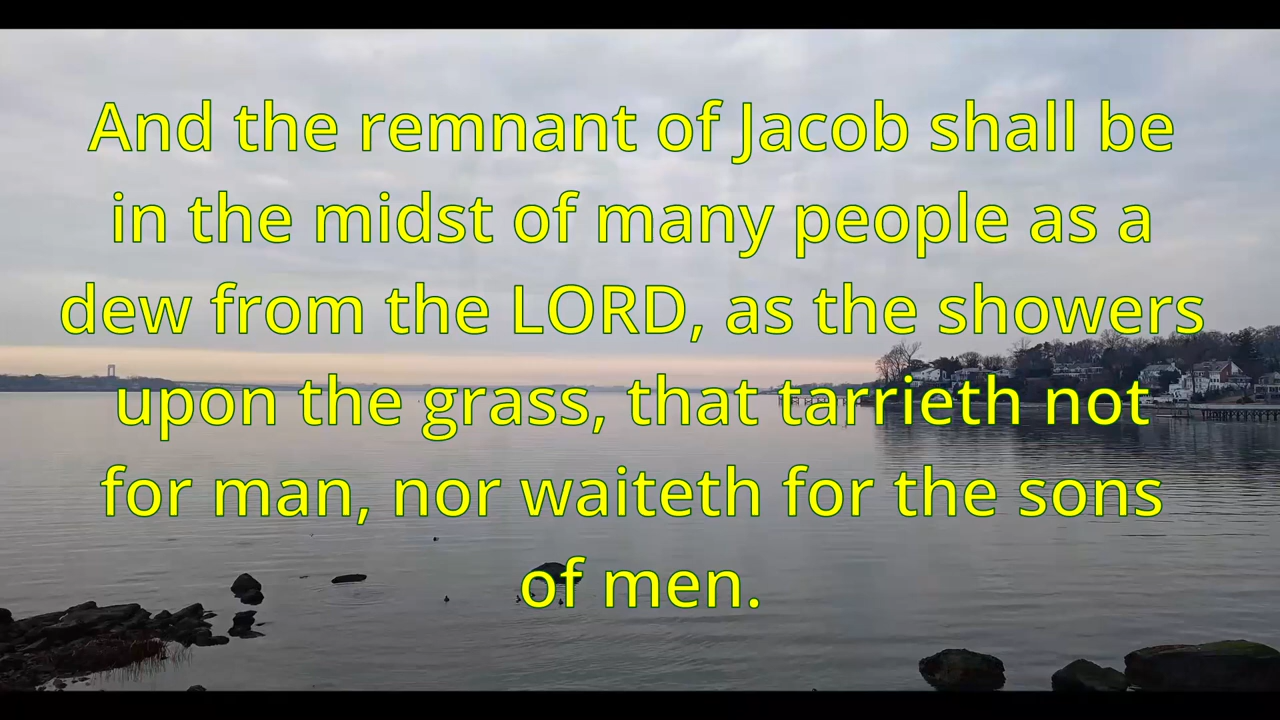 And the remnant of Jacob shall be
in the midst of many people as a
dew from the LORD, as the showers
upon the grass, that tarrieth not
for man, nor waiteth for the sons
of men.